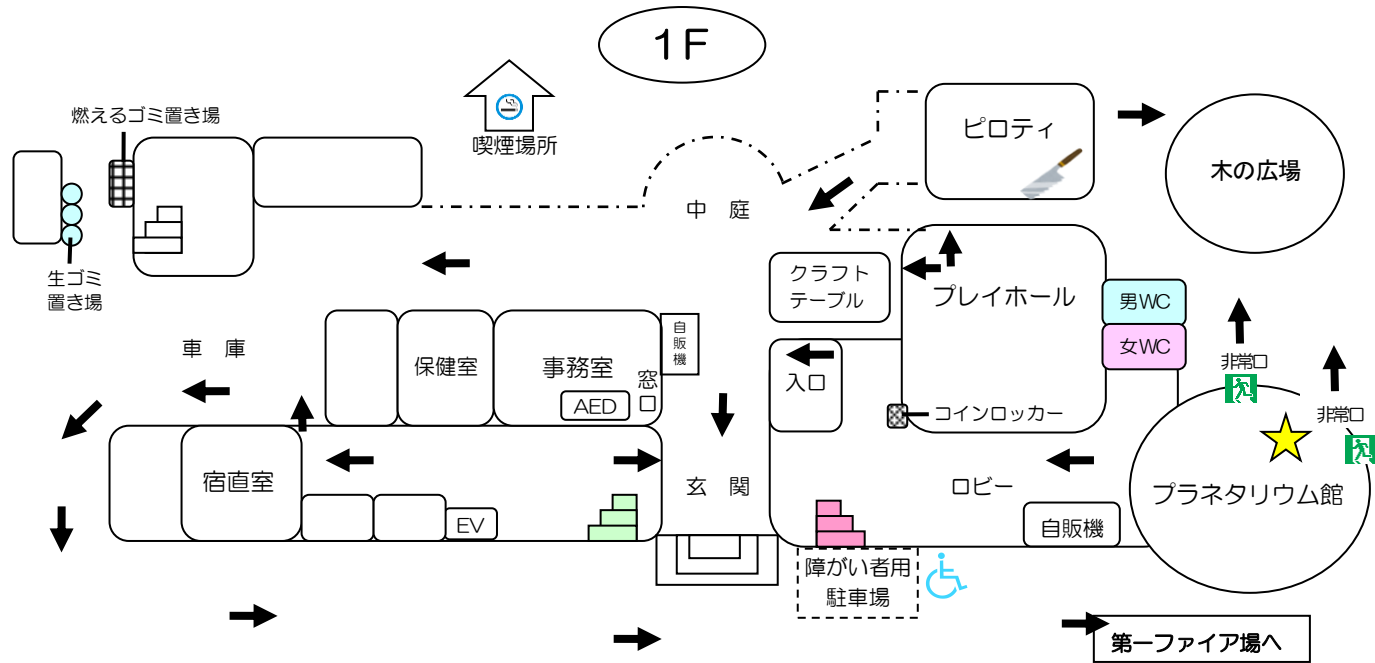 1F
燃えるゴミ置き場
喫煙場所
ピロティ
木の広場
中 庭
生ゴミ
置き場
クラフト
テーブル
プレイホール
男WC
女WC
車 庫
保健室
事務室
窓
口
AED
自
販
機
入口
コインロッカー
非常口
非常口
宿直室
EV
玄 関
ロビー
自販機
プラネタリウム館
障がい者用
駐車場
第一ファイア場へ